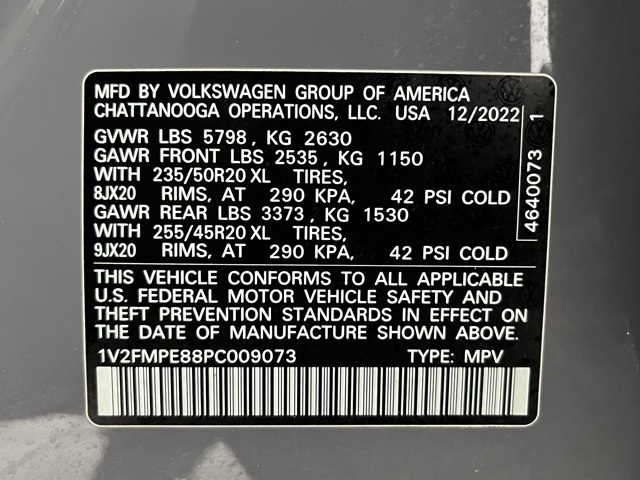 MFD BY VOLKSWAGEN GROUP OF AMERICA
CHATTANOOGA OPERATIONS, LLC. USA 12/2022
GVWR LBS 5798, KG 2630
GAWR FRONT LBS 2535, KG 1150
WITH 235/50R20 XL TIRES,
8JX20 RIMS, AT 290 KPA, 42 PSI COLD
GAWR REAR LBS 3373, KG 1530
WITH 255/45R20 XL TIRES,
9JX20 RIMS, AT 290 KPA, 42 PSI COLD
THIS VEHICLE CONFORMS TO ALL APPLICABLE
U.S. FEDERAL MOTOR VEHICLE SAFETY AND
THEFT PREVENTION STANDARDS IN EFFECT ON
THE DATE OF MANUFACTURE SHOWN ABOVE.
1V2FMPE88PC009073 TYPE: MPV
4640073 1